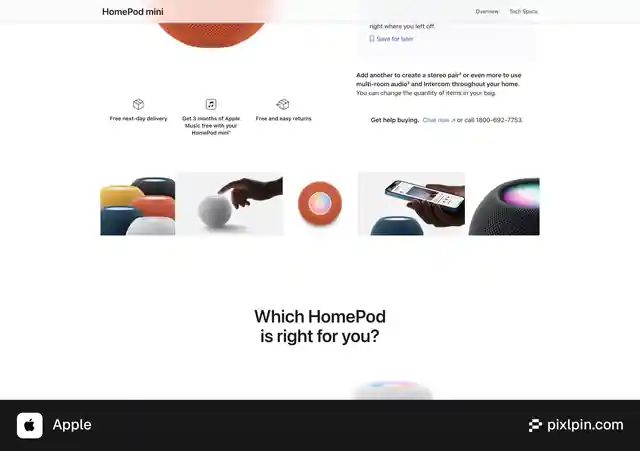 HomePod mini
Overview Tech Specs
right where you left off.
Save for later
Add another to create a stereo pair² or even more to use
multi-room audio³ and Intercom throughout your home.
You can change the quantity of items in your bag.
Free next-day delivery
Get 3 months of Apple
Music free with your
HomePod mini
Free and easy returns
Get help buying. Chat now ↗ or call 1800-692-7753.
Which HomePod
is right for you?
Apple
pixlpin.com